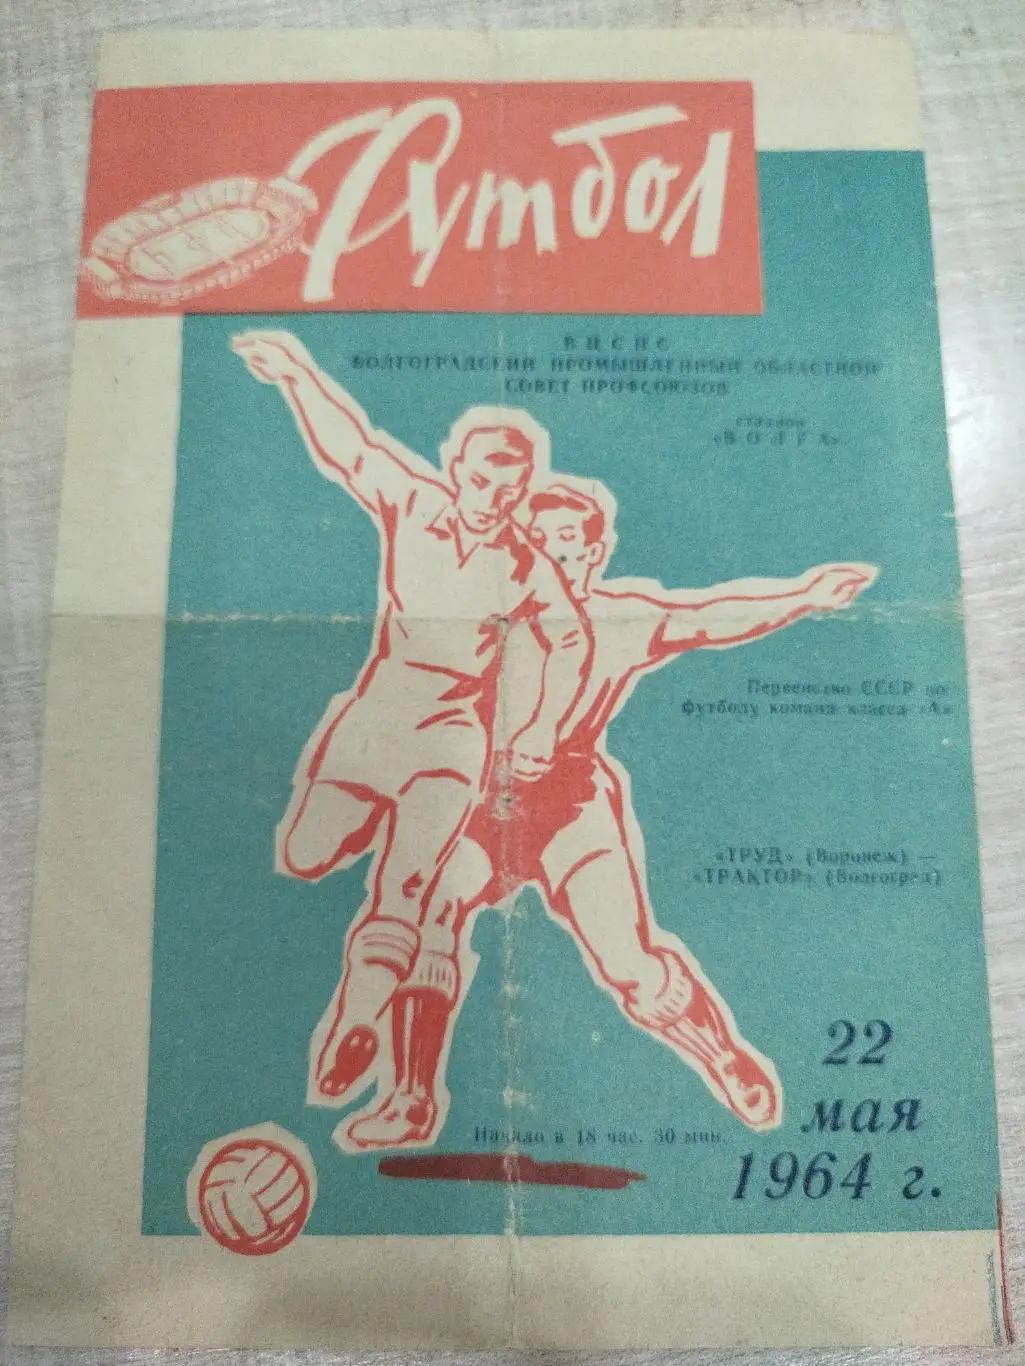 Футбол
ВЦСПС
ВОЛГОГРАДСКИЙ ПРОМЫШЛЕННЫЙ ОБЛАСТНОЙ
СОВЕТ ПРОФСОЮЗОВ
стадион
«ВОЛГА»
Первенство СССР по
футболу команд класса «А»
«ТРУД» (Воронеж) —
«ТРАКТОР» (Волгоград)
22
мая
1964 г.
Начало в 18 час. 30 мин.